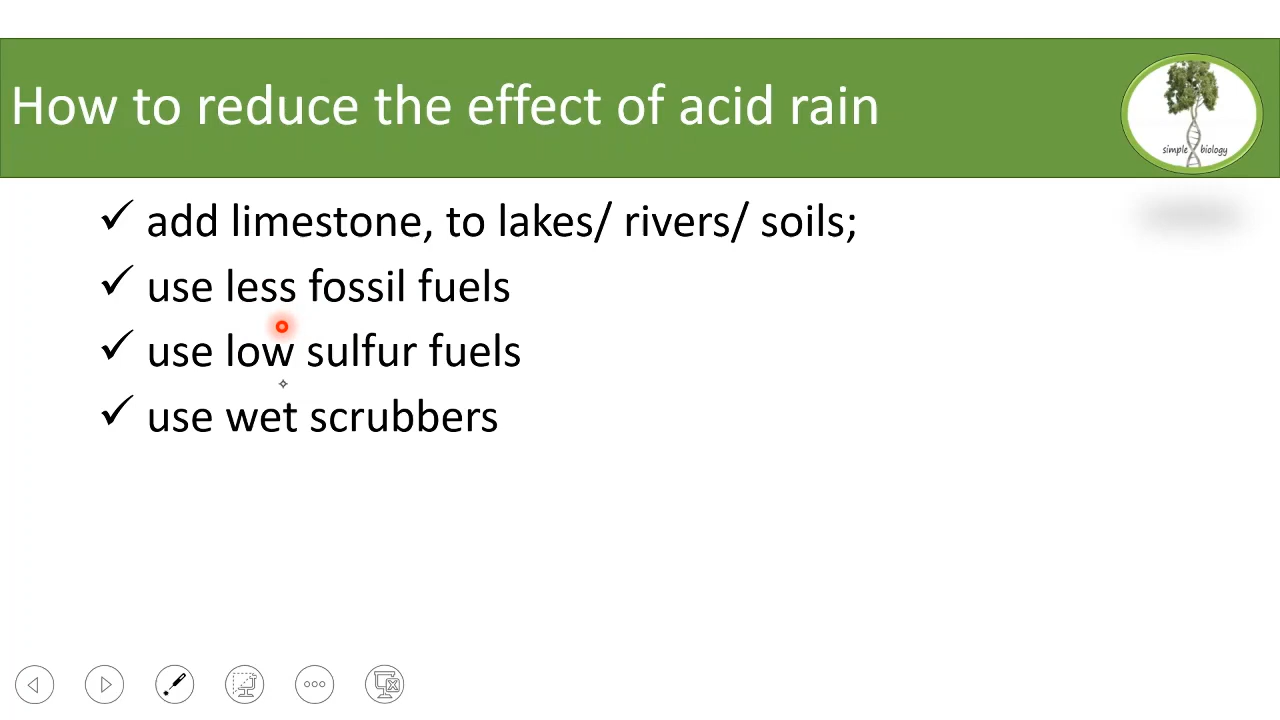 How to reduce the effect of acid rain
simple biology
✓ add limestone, to lakes/ rivers/ soils;
✓ use less fossil fuels
✓ use low sulfur fuels
✓ use wet scrubbers